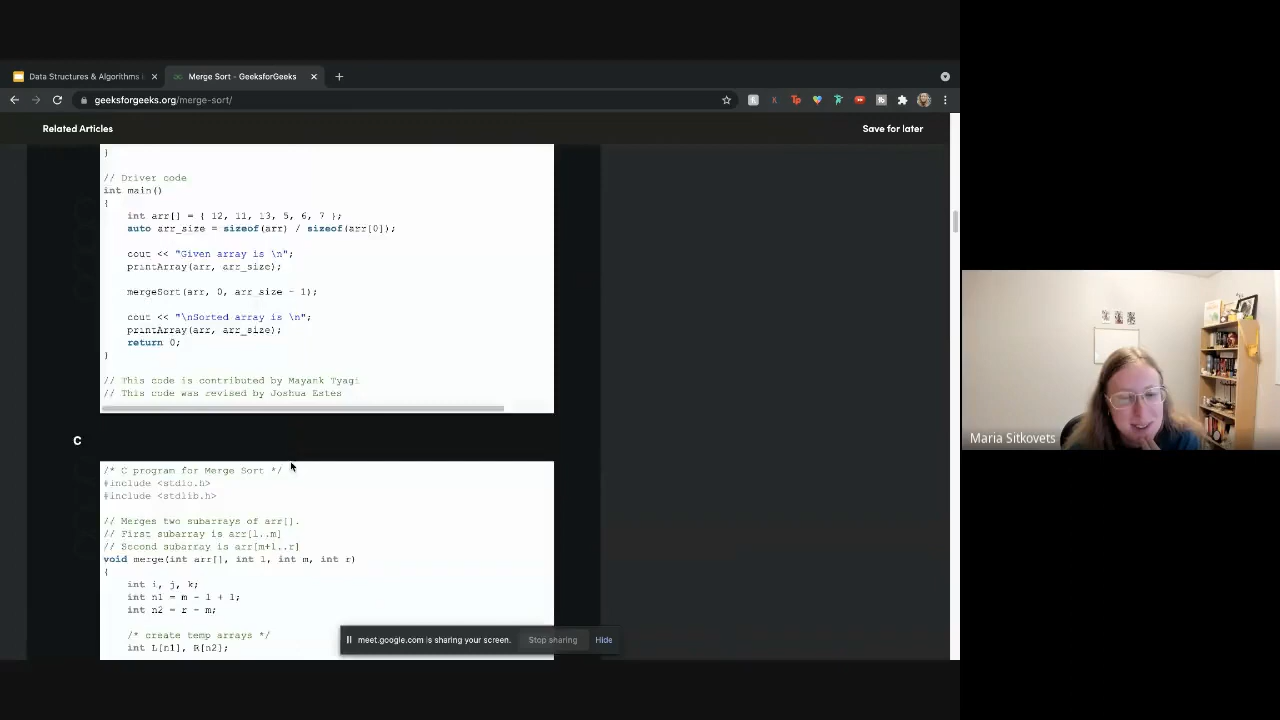 Data Structures & Algorithms i
Merge Sort - GeeksforGeeks
geeksforgeeks.org/merge-sort/
Related Articles
Save for later
}
// Driver code
int main()
{
int arr[] = { 12, 11, 13, 5, 6, 7 };
auto arr_size = sizeof(arr) / sizeof(arr[0]);
cout << "Given array is \n";
printArray(arr, arr_size);
mergeSort(arr, 0, arr_size - 1);
cout << "\nSorted array is \n";
printArray(arr, arr_size);
return 0;
}
// This code is contributed by Mayank Tyagi
// This code was revised by Joshua Estes
C
/* C program for Merge Sort */
#include <stdio.h>
#include <stdlib.h>
// Merges two subarrays of arr[].
// First subarray is arr[l..m]
// Second subarray is arr[m+1..r]
void merge(int arr[], int l, int m, int r)
{
int i, j, k;
int n1 = m - l + 1;
int n2 = r - m;
/* create temp arrays */
int L[n1], R[n2];
meet.google.com is sharing your screen.
Stop sharing
Hide
Maria Sitkovets